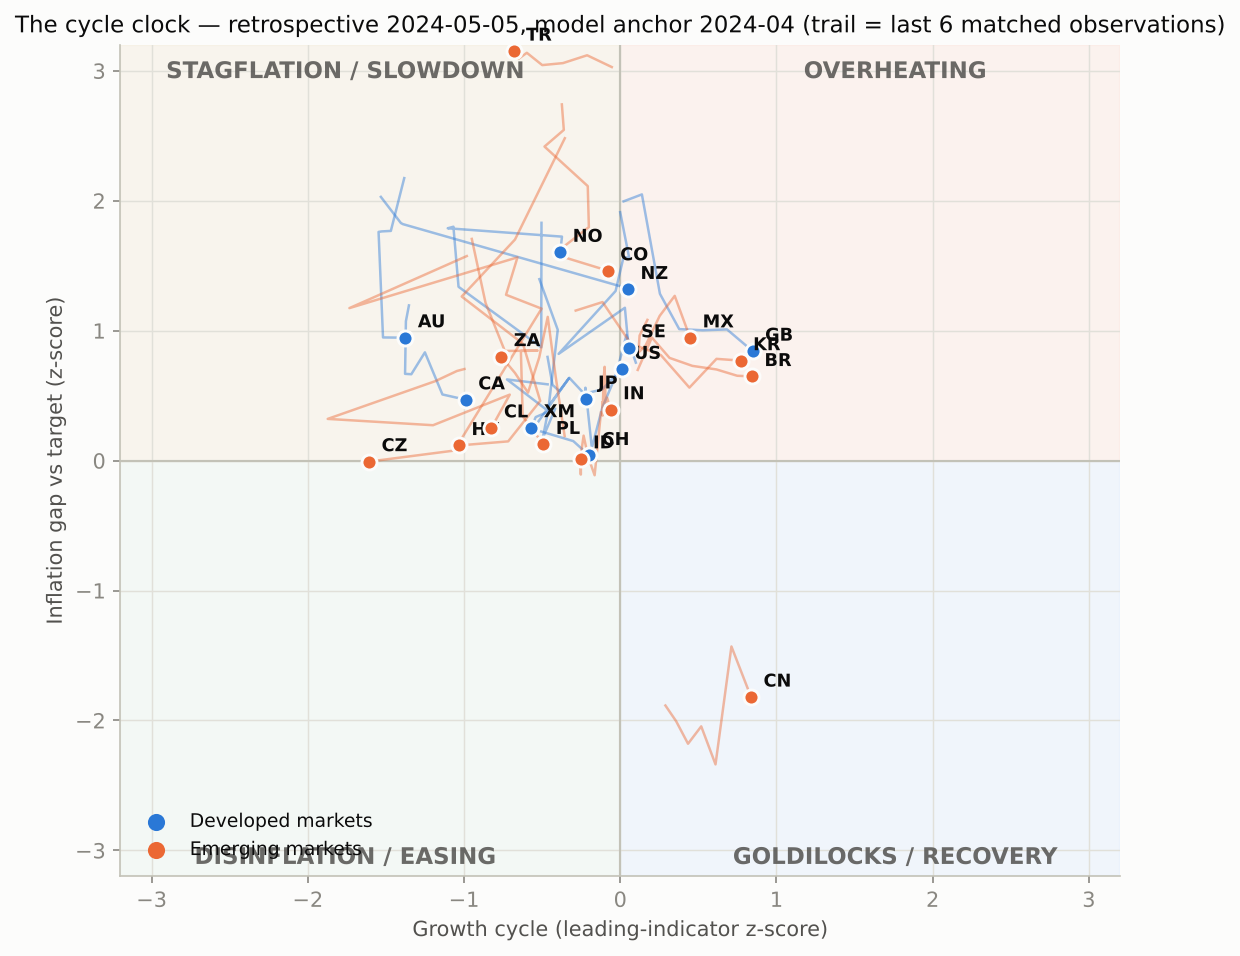 The cycle clock — retrospective 2024-05-05, model anchor 2024-04 (trail = last 6 matched observations)
TR
STAGFLATION / SLOWDOWN
OVERHEATING
NO
CO
NZ
AU
MX
SE
GB
ZA
KR
US
BR
CA
JP
IN
CL
XM
PL
CZ
CH
ID
CN
Developed markets
Emerging markets
DISINFLATION / EASING
GOLDILOCKS / RECOVERY
3
2
1
0
−1
−2
−3
−3
−2
−1
0
1
2
3
Inflation gap vs target (z-score)
Growth cycle (leading-indicator z-score)